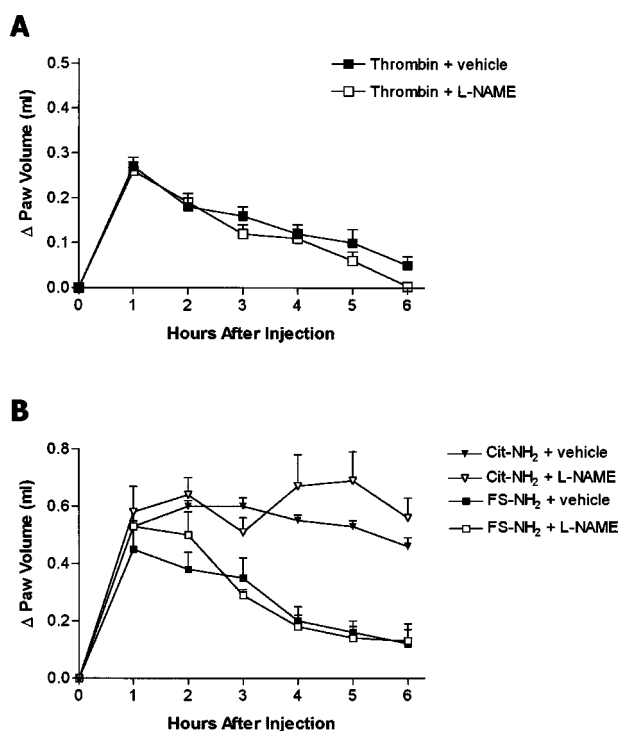 A
Thrombin + vehicle
Thrombin + L-NAME
0.5
0.4
0.3
0.2
0.1
0.0
Δ Paw Volume (ml)
0 1 2 3 4 5 6
Hours After Injection
B
Cit-NH₂ + vehicle
Cit-NH₂ + L-NAME
FS-NH₂ + vehicle
FS-NH₂ + L-NAME
0.8
0.6
0.4
0.2
0.0
Δ Paw Volume (ml)
0 1 2 3 4 5 6
Hours After Injection